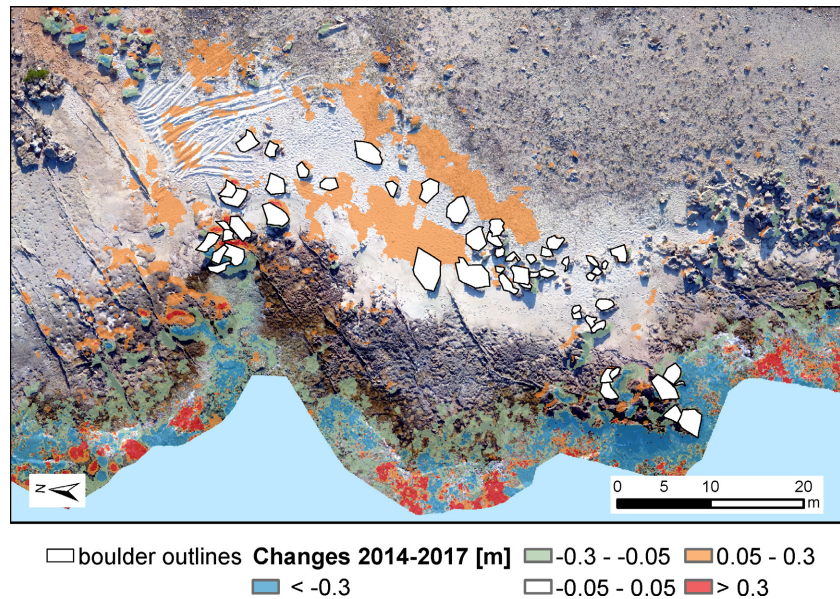 N
0 5 10 20
m
boulder outlines Changes 2014-2017 [m] -0.3 - -0.05 0.05 - 0.3
< -0.3 -0.05 - 0.05 > 0.3